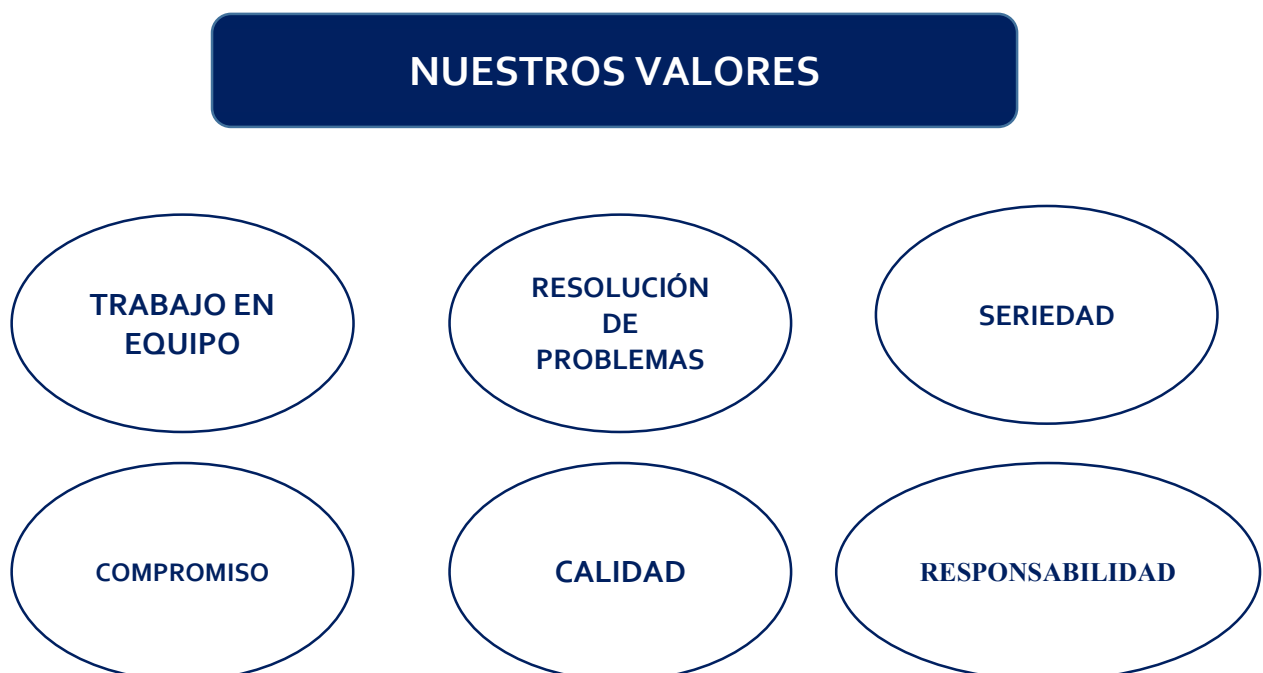 NUESTROS VALORES
TRABAJO EN
EQUIPO
RESOLUCIÓN
DE
PROBLEMAS
SERIEDAD
COMPROMISO
CALIDAD
RESPONSABILIDAD